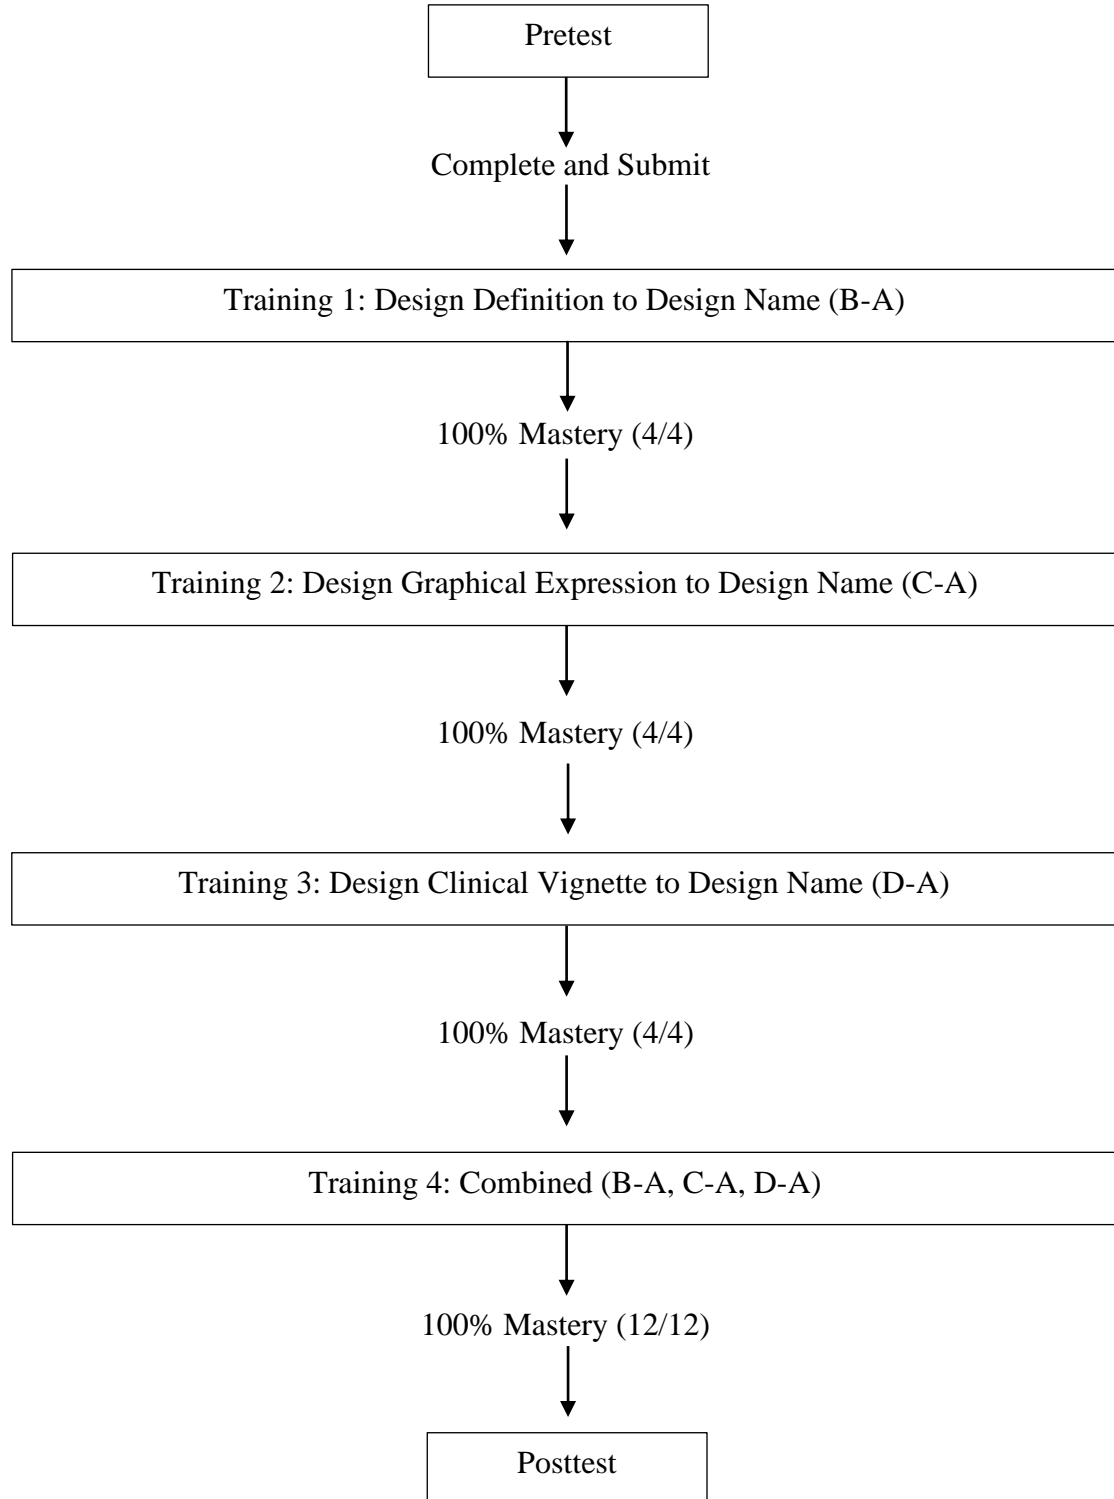 Pretest
Complete and Submit
Training 1: Design Definition to Design Name (B-A)
100% Mastery (4/4)
Training 2: Design Graphical Expression to Design Name (C-A)
100% Mastery (4/4)
Training 3: Design Clinical Vignette to Design Name (D-A)
100% Mastery (4/4)
Training 4: Combined (B-A, C-A, D-A)
100% Mastery (12/12)
Posttest